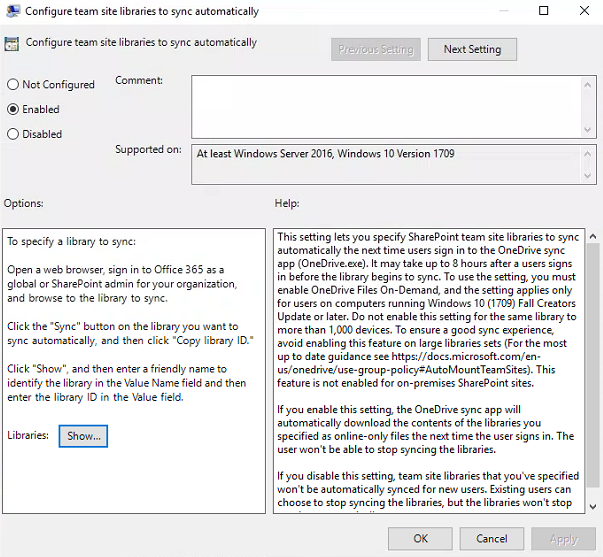 Configure team site libraries to sync automatically
Configure team site libraries to sync automatically
Previous Setting
Next Setting
Not Configured
Comment:
Enabled
Disabled
Supported on:
At least Windows Server 2016, Windows 10 Version 1709
Options:
Help:
To specify a library to sync:
Open a web browser, sign in to Office 365 as a
global or SharePoint admin for your organization,
and browse to the library to sync.
Click the "Sync" button on the library you want to
sync automatically, and then click "Copy library ID."
Click "Show", and then enter a friendly name to
identify the library in the Value Name field and then
enter the library ID in the Value field.
Libraries:
Show...
This setting lets you specify SharePoint team site libraries to sync
automatically the next time users sign in to the OneDrive sync
app (OneDrive.exe). It may take up to 8 hours after a users signs
in before the library begins to sync. To use the setting, you must
enable OneDrive Files On-Demand, and the setting applies only
for users on computers running Windows 10 (1709) Fall Creators
Update or later. Do not enable this setting for the same library to
more than 1,000 devices. To ensure a good sync experience,
avoid enabling this feature on large libraries sets (For the most
up to date guidance see https://docs.microsoft.com/en-
us/onedrive/use-group-policy#AutoMountTeamSites). This
feature is not enabled for on-premises SharePoint sites.
If you enable this setting, the OneDrive sync app will
automatically download the contents of the libraries you
specified as online-only files the next time the user signs in. The
user won't be able to stop syncing the libraries.
If you disable this setting, team site libraries that you've specified
won't be automatically synced for new users. Existing users can
choose to stop syncing the libraries, but the libraries won't stop
OK
Cancel
Apply